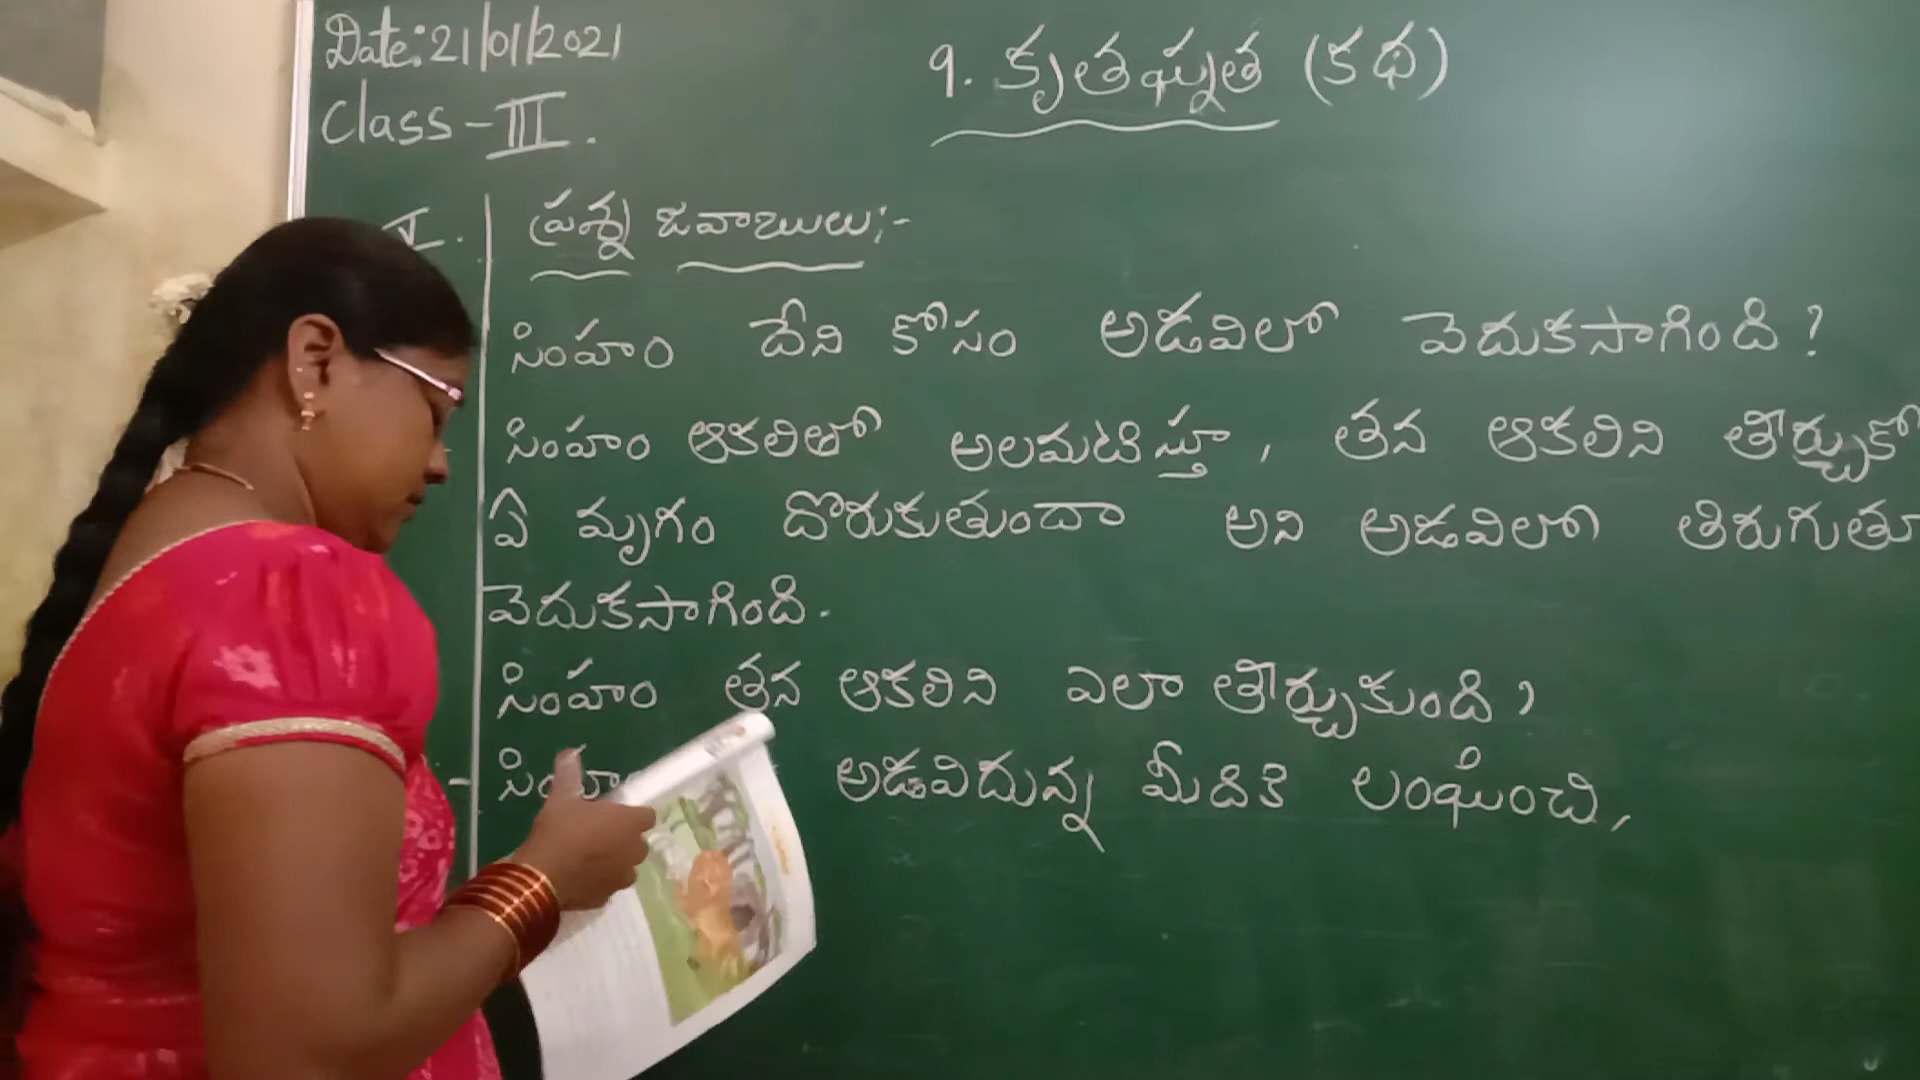 Date: 21/01/2021
Class - III.
9. కృతఘ్నత (కథ)
V. ప్రశ్న జవాబులు:-
సింహం దేని కోసం అడవిలో వెదుకసాగింది?
సింహం ఆకలితో అలమటిస్తూ, తన ఆకలిని తీర్చుకో
ఏ మృగం దొరుకుతుందా అని అడవిలో తిరుగుతూ
వెదుకసాగింది.
సింహం తన ఆకలిని ఎలా తీర్చుకుంది?
- అడవిదున్న మీదికి లంఘించి,